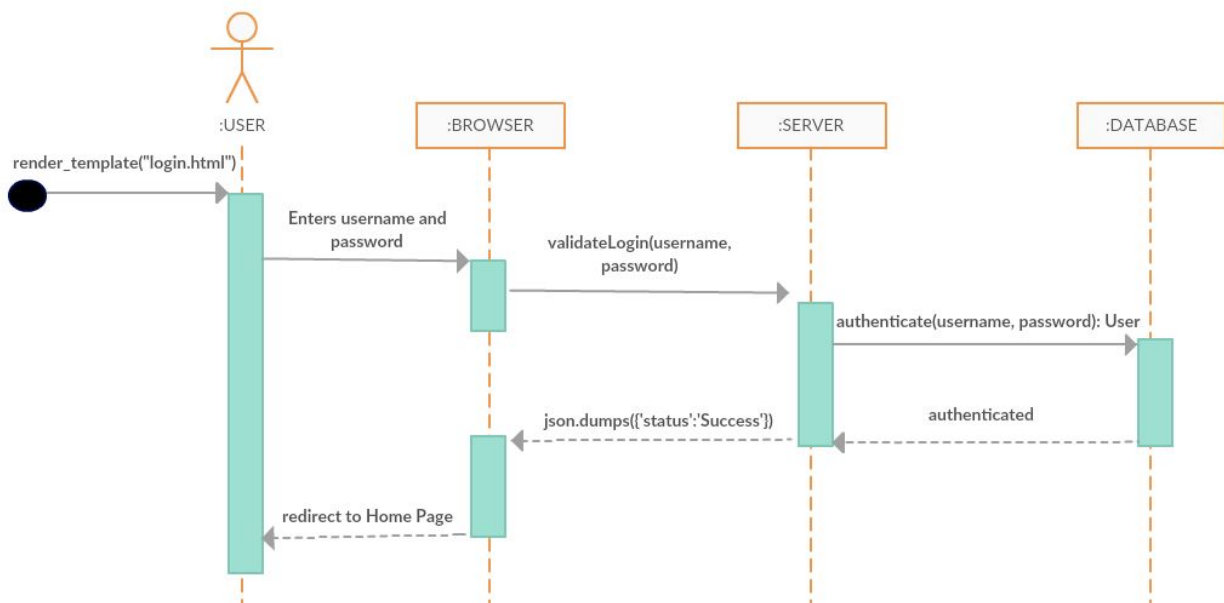 :USER
:BROWSER
:SERVER
:DATABASE
render_template("login.html")
Enters username and
password
validateLogin(username,
password)
authenticate(username, password): User
authenticated
json.dumps({'status':'Success'})
redirect to Home Page